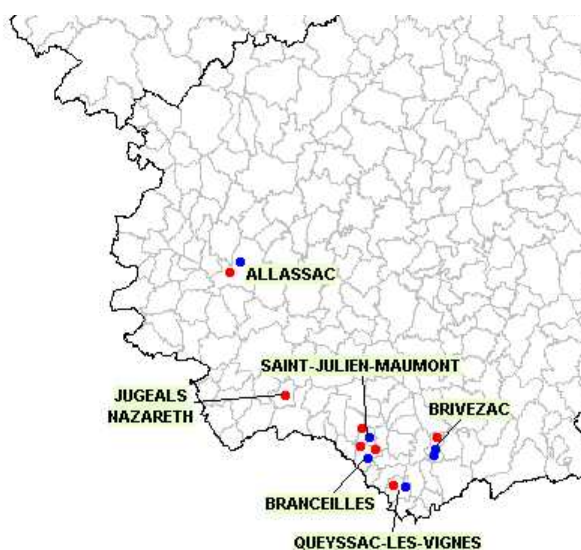 ALLASSAC
SAINT-JULIEN-MAUMONT
JUGEALS
NAZARETH
BRIVEZAC
BRANCEILLES
QUEYSSAC-LES-VIGNES